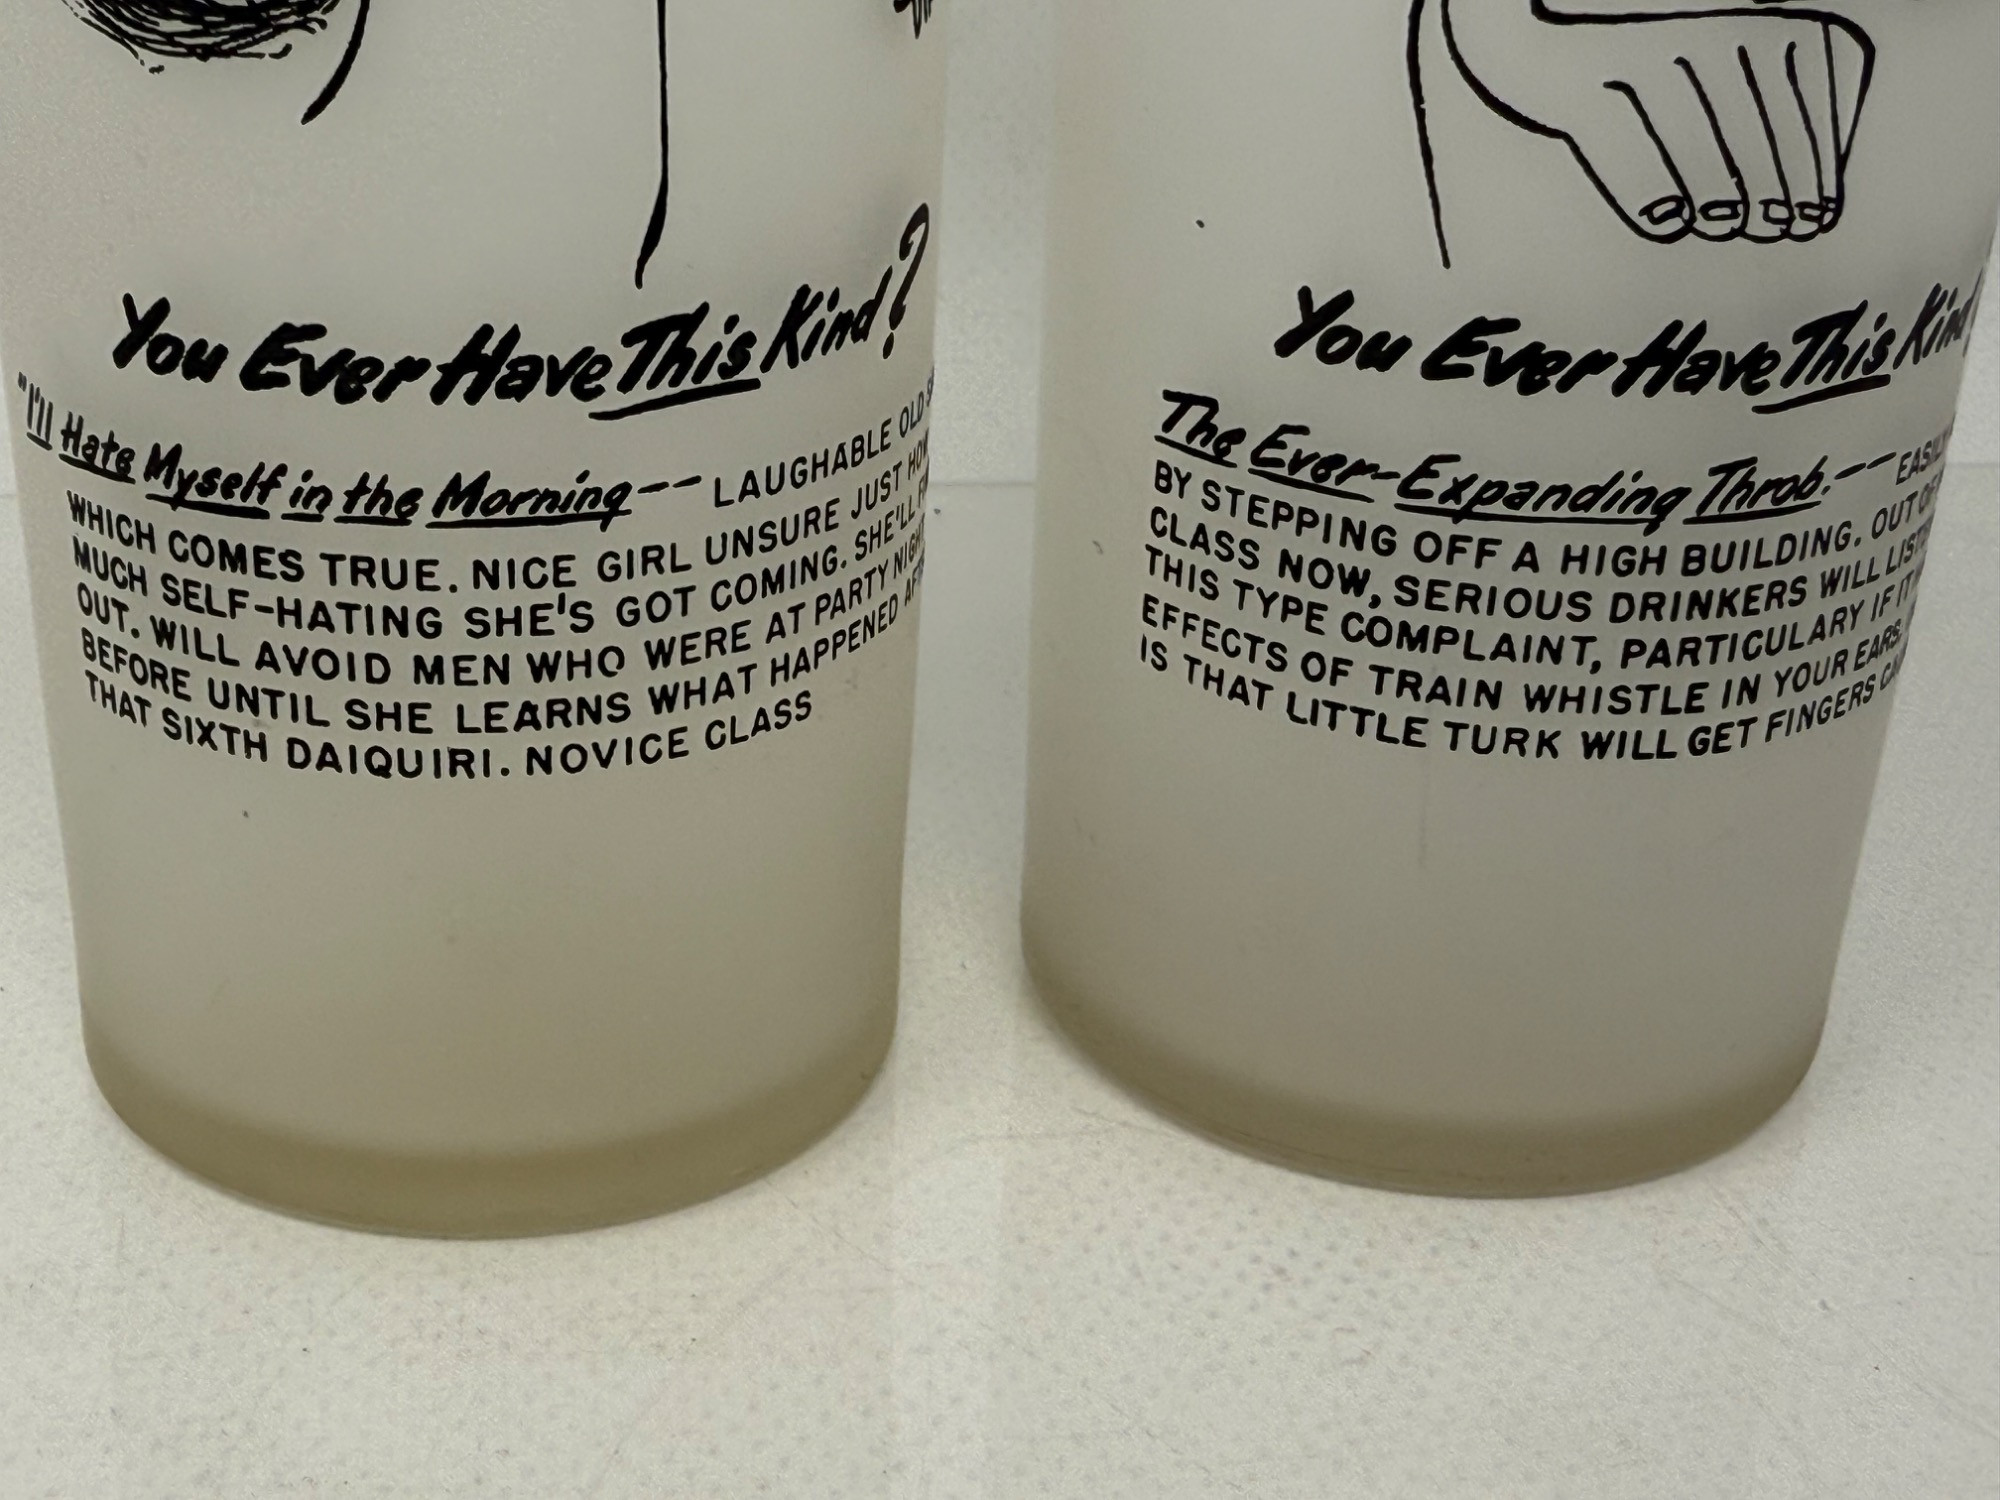 You Ever Have This Kind?
"I'll Hate Myself in the Morning-- LAUGHABLE OLD
WHICH COMES TRUE. NICE GIRL UNSURE JUST HOW
MUCH SELF-HATING SHE'S GOT COMING. SHE'LL
OUT. WILL AVOID MEN WHO WERE AT PARTY NIGHT
BEFORE UNTIL SHE LEARNS WHAT HAPPENED
THAT SIXTH DAIQUIRI. NOVICE CLASS
You Ever Have This Kind
The Ever-Expanding Throb.--
BY STEPPING OFF A HIGH BUILDING. OUT OF
CLASS NOW, SERIOUS DRINKERS WILL
THIS TYPE COMPLAINT, PARTICULARY IF IT
EFFECTS OF TRAIN WHISTLE IN YOUR EARS.
IS THAT LITTLE TURK WILL GET FINGERS